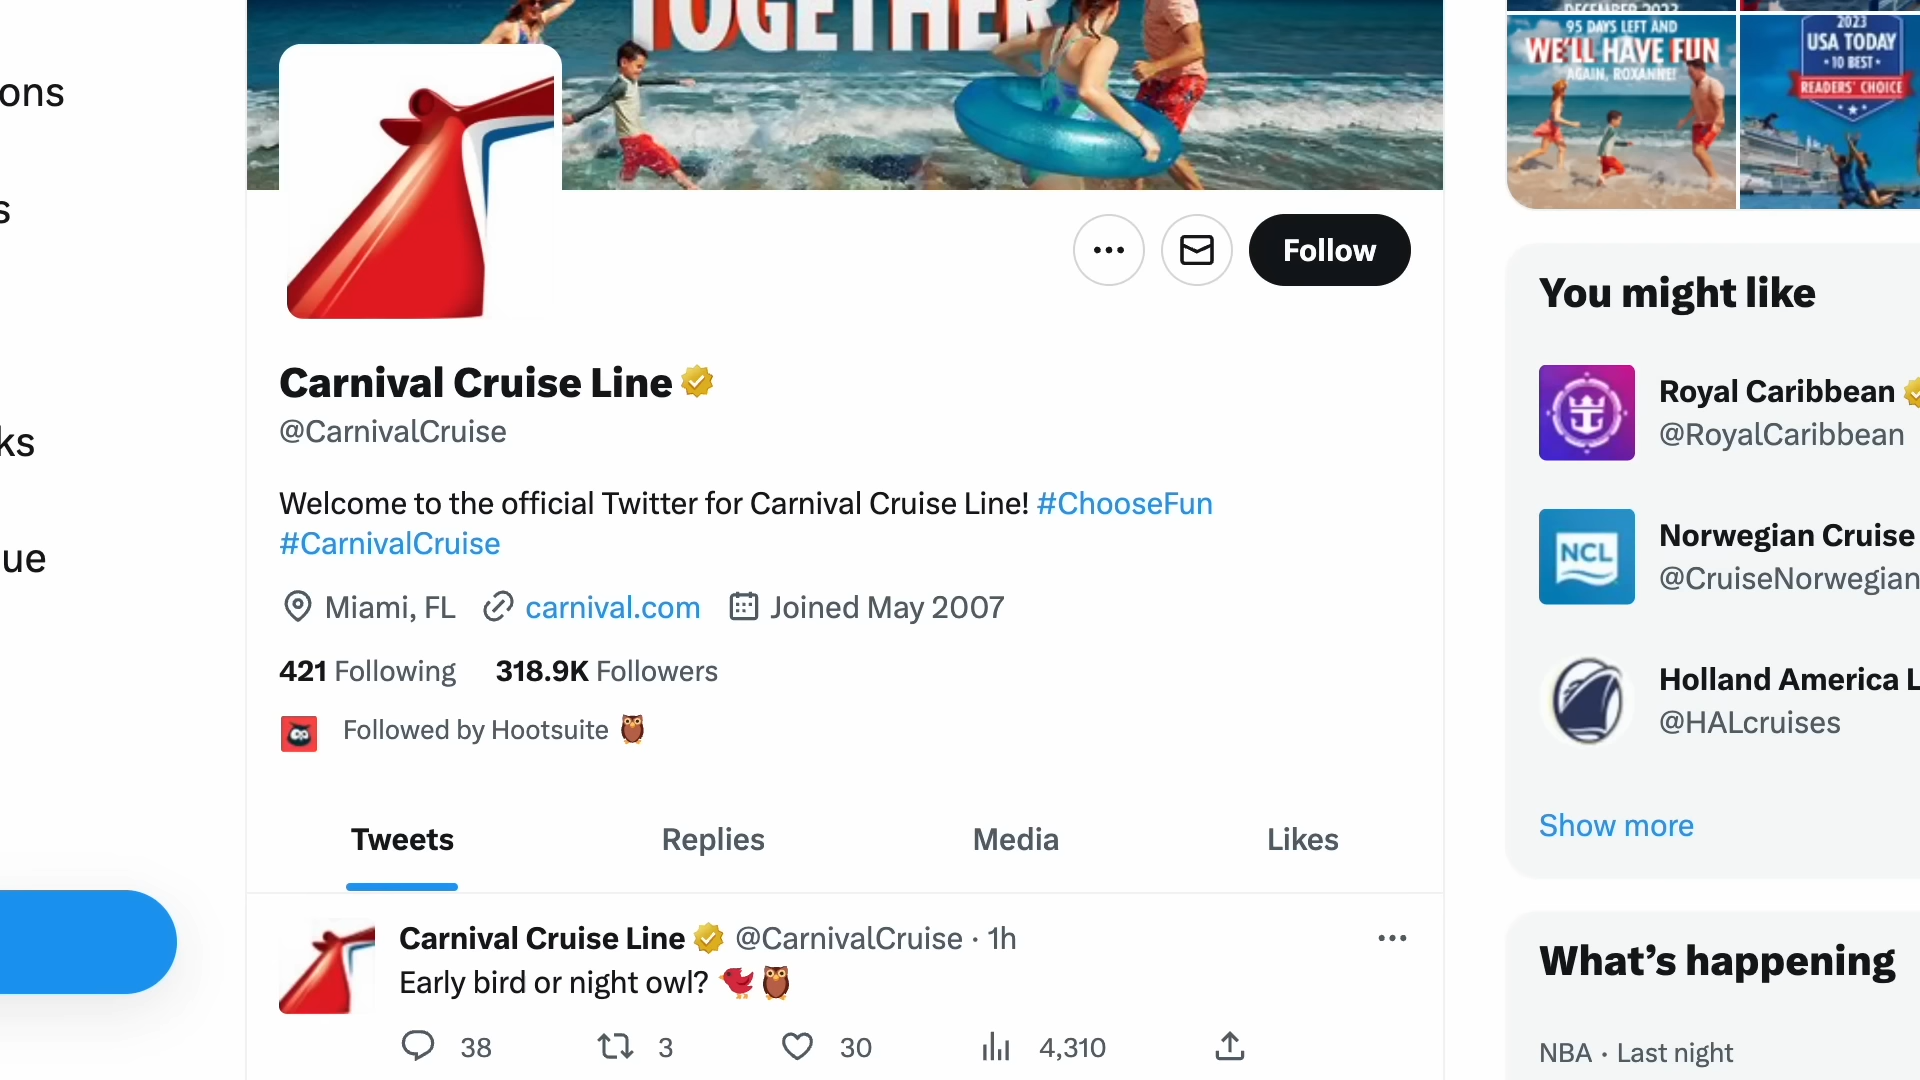 TOGETHER
ons
s
ks
ue
Follow
Carnival Cruise Line
@CarnivalCruise
Welcome to the official Twitter for Carnival Cruise Line! #ChooseFun
#CarnivalCruise
Miami, FL carnival.com Joined May 2007
421 Following 318.9K Followers
Followed by Hootsuite 🦉
Tweets Replies Media Likes
Carnival Cruise Line @CarnivalCruise · 1h
Early bird or night owl? 🐦🦉
38 3 30 4,310
DECEMBER 2023
95 DAYS LEFT AND
WE'LL HAVE FUN
AGAIN, ROXANNE!
2023
USA TODAY
• 10 BEST •
READERS' CHOICE
You might like
Royal Caribbean
@RoyalCaribbean
NCL
Norwegian Cruise
@CruiseNorwegian
Holland America L
@HALcruises
Show more
What's happening
NBA · Last night